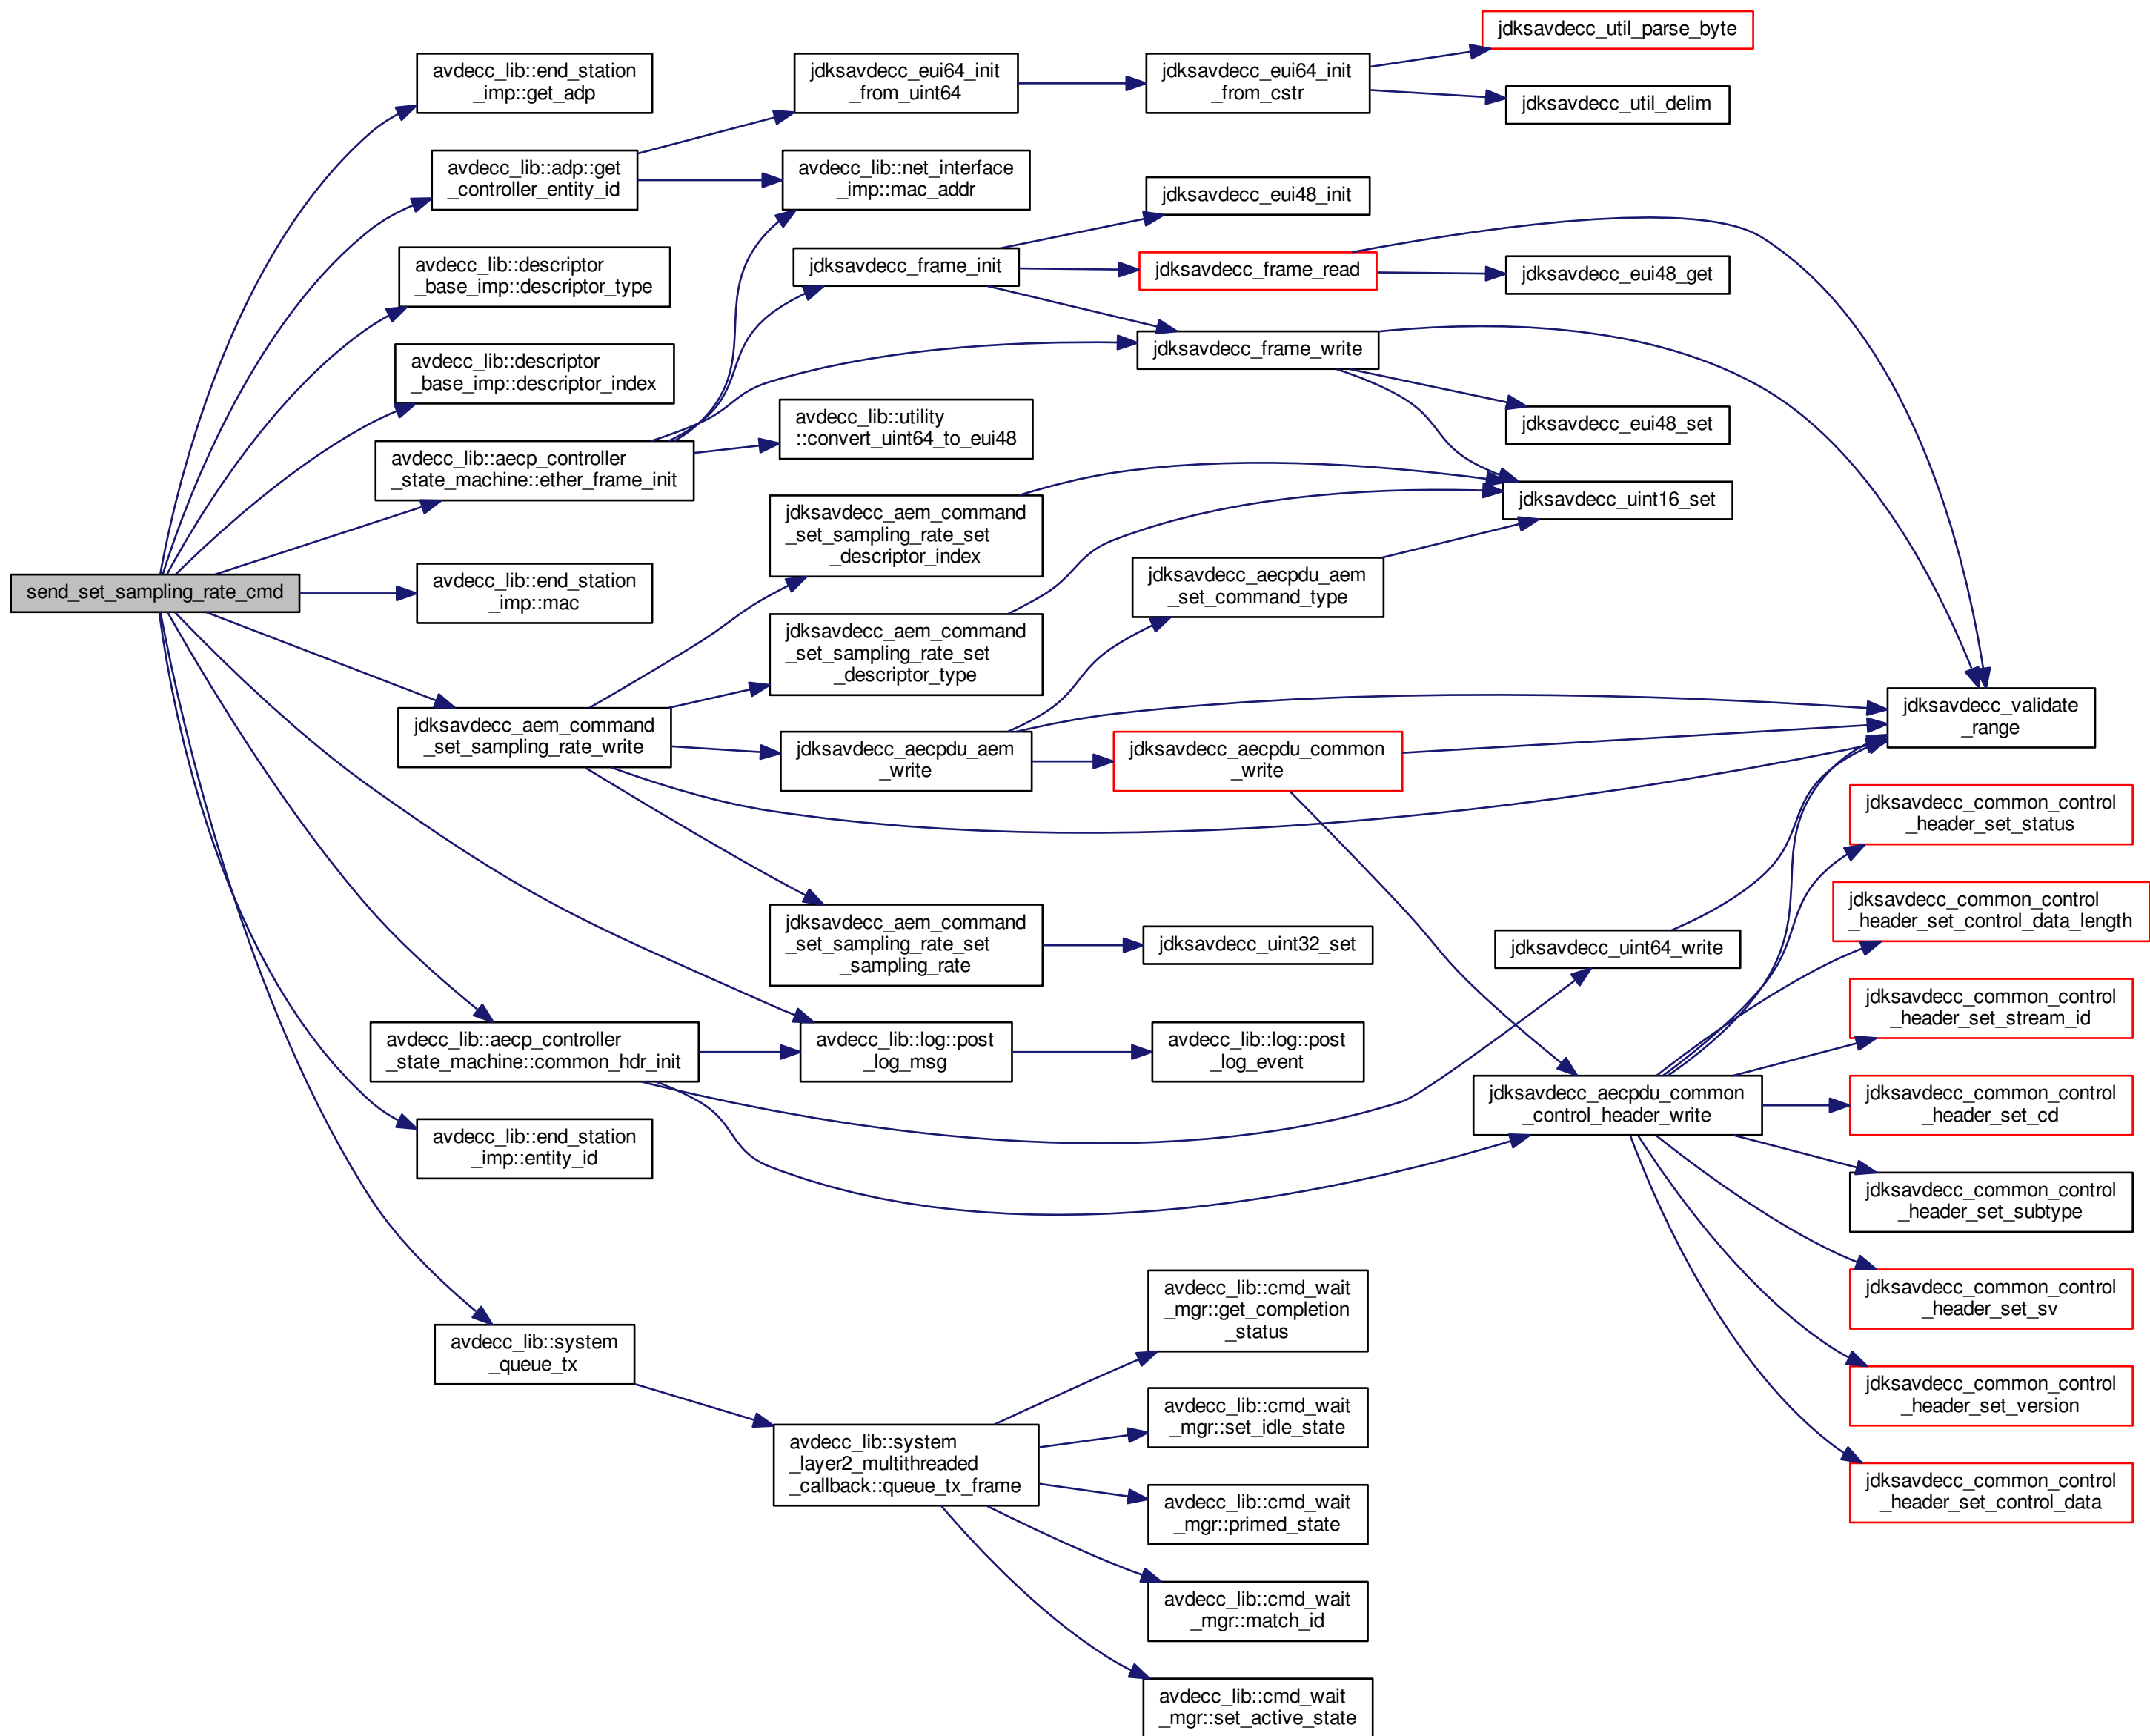 send_set_sampling_rate_cmd
avdecc_lib::end_station
_imp::get_adp
avdecc_lib::adp::get
_controller_entity_id
avdecc_lib::descriptor
_base_imp::descriptor_type
avdecc_lib::descriptor
_base_imp::descriptor_index
avdecc_lib::aecp_controller
_state_machine::ether_frame_init
avdecc_lib::end_station
_imp::mac
jdksavdecc_aem_command
_set_sampling_rate_write
avdecc_lib::aecp_controller
_state_machine::common_hdr_init
avdecc_lib::end_station
_imp::entity_id
avdecc_lib::system
_queue_tx
jdksavdecc_eui64_init
_from_uint64
avdecc_lib::net_interface
_imp::mac_addr
jdksavdecc_frame_init
avdecc_lib::utility
::convert_uint64_to_eui48
jdksavdecc_aem_command
_set_sampling_rate_set
_descriptor_index
jdksavdecc_aem_command
_set_sampling_rate_set
_descriptor_type
jdksavdecc_aecpdu_aem
_write
jdksavdecc_aem_command
_set_sampling_rate_set
_sampling_rate
avdecc_lib::log::post
_log_msg
avdecc_lib::system
_layer2_multithreaded
_callback::queue_tx_frame
jdksavdecc_eui64_init
_from_cstr
jdksavdecc_eui48_init
jdksavdecc_frame_read
jdksavdecc_frame_write
jdksavdecc_aecpdu_aem
_set_command_type
jdksavdecc_aecpdu_common
_write
jdksavdecc_uint32_set
avdecc_lib::log::post
_log_event
avdecc_lib::cmd_wait
_mgr::get_completion
_status
avdecc_lib::cmd_wait
_mgr::set_idle_state
avdecc_lib::cmd_wait
_mgr::primed_state
avdecc_lib::cmd_wait
_mgr::match_id
avdecc_lib::cmd_wait
_mgr::set_active_state
jdksavdecc_util_parse_byte
jdksavdecc_util_delim
jdksavdecc_eui48_get
jdksavdecc_eui48_set
jdksavdecc_uint16_set
jdksavdecc_uint64_write
jdksavdecc_aecpdu_common
_control_header_write
jdksavdecc_validate
_range
jdksavdecc_common_control
_header_set_status
jdksavdecc_common_control
_header_set_control_data_length
jdksavdecc_common_control
_header_set_stream_id
jdksavdecc_common_control
_header_set_cd
jdksavdecc_common_control
_header_set_subtype
jdksavdecc_common_control
_header_set_sv
jdksavdecc_common_control
_header_set_version
jdksavdecc_common_control
_header_set_control_data